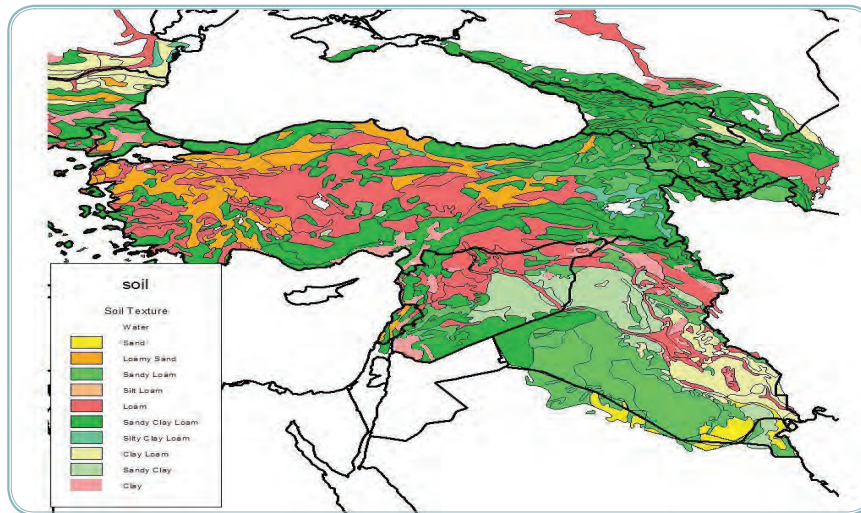 soil
Soil Texture
Water
Sand
Loamy Sand
Sandy Loam
Silt Loam
Loam
Sandy Clay Loam
Silty Clay Loam
Clay Loam
Sandy Clay
Clay